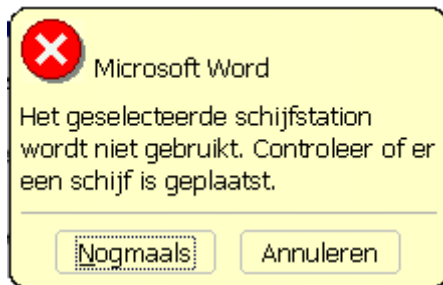 Microsoft Word
Het geselecteerde schijfstation
wordt niet gebruikt. Controleer of er
een schijf is geplaatst.
Nogmaals
Annuleren